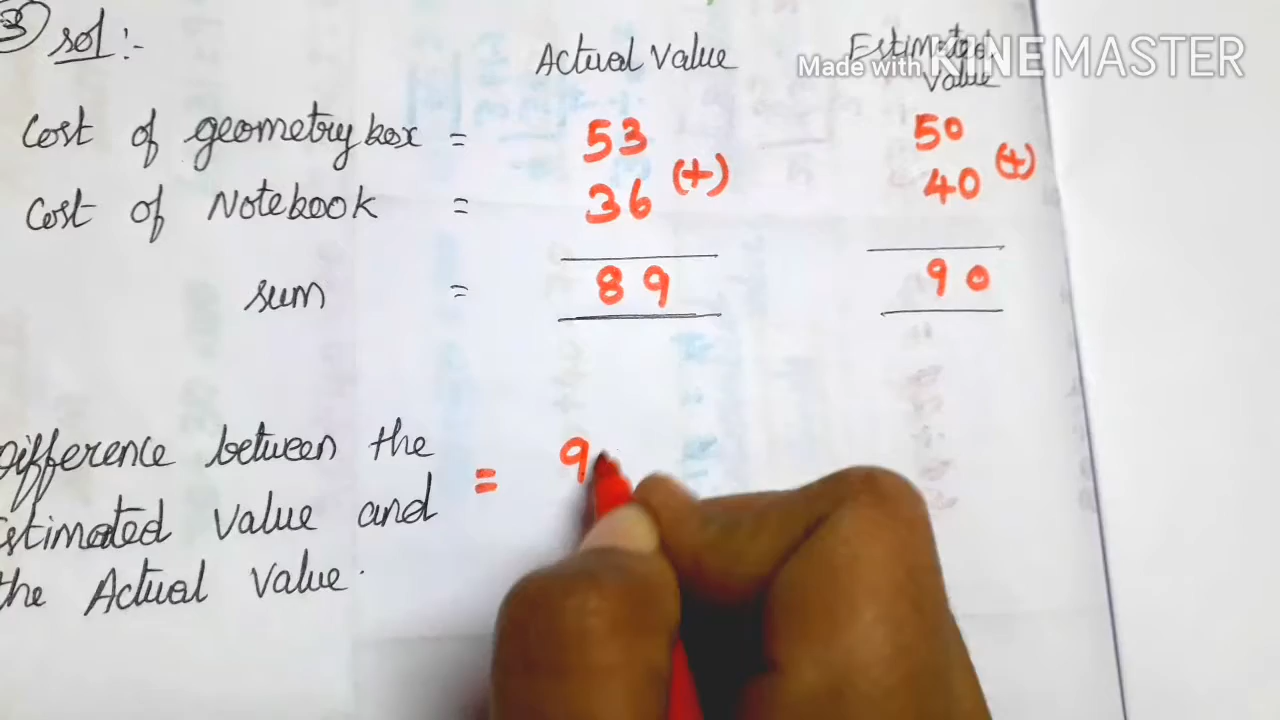 3 Sol:-
Actual Value Estimated Value
Made with KINEMASTER
Cost of geometry box = 53 50
Cost of Notebook = 36 (+) 40 (+)
Sum = 89 90
Difference between the
Estimated Value and = 9
the Actual Value.